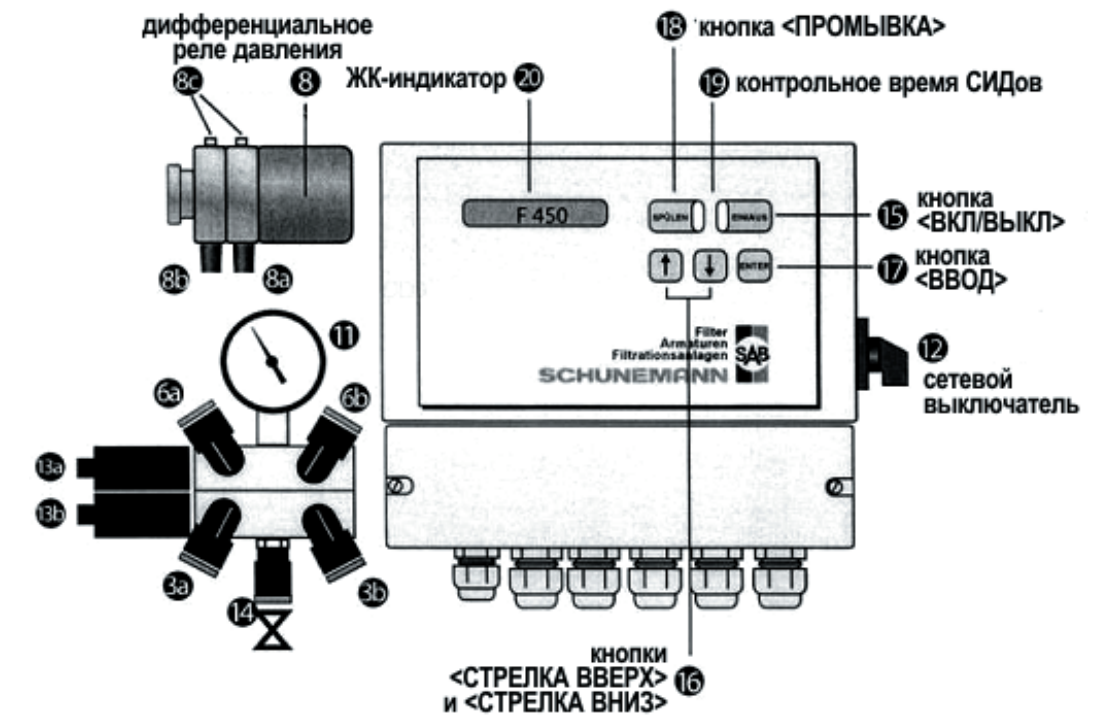 дифференциальное
реле давления
8c
8
ЖК-индикатор 20
18 кнопка <ПРОМЫВКА>
19 контрольное время СИДов
F 450
SPÜLEN
EIN/AUS
15 кнопка
<ВКЛ/ВЫКЛ>
ENTER
17 кнопка
<ВВОД>
8b
8a
11
Filter
Armaturen
Filtrationsanlagen
SAB
SCHUNEMANN
12
сетевой
выключатель
6a
6b
13a
13b
3a
14
3b
кнопки
<СТРЕЛКА ВВЕРХ> 16
и <СТРЕЛКА ВНИЗ>